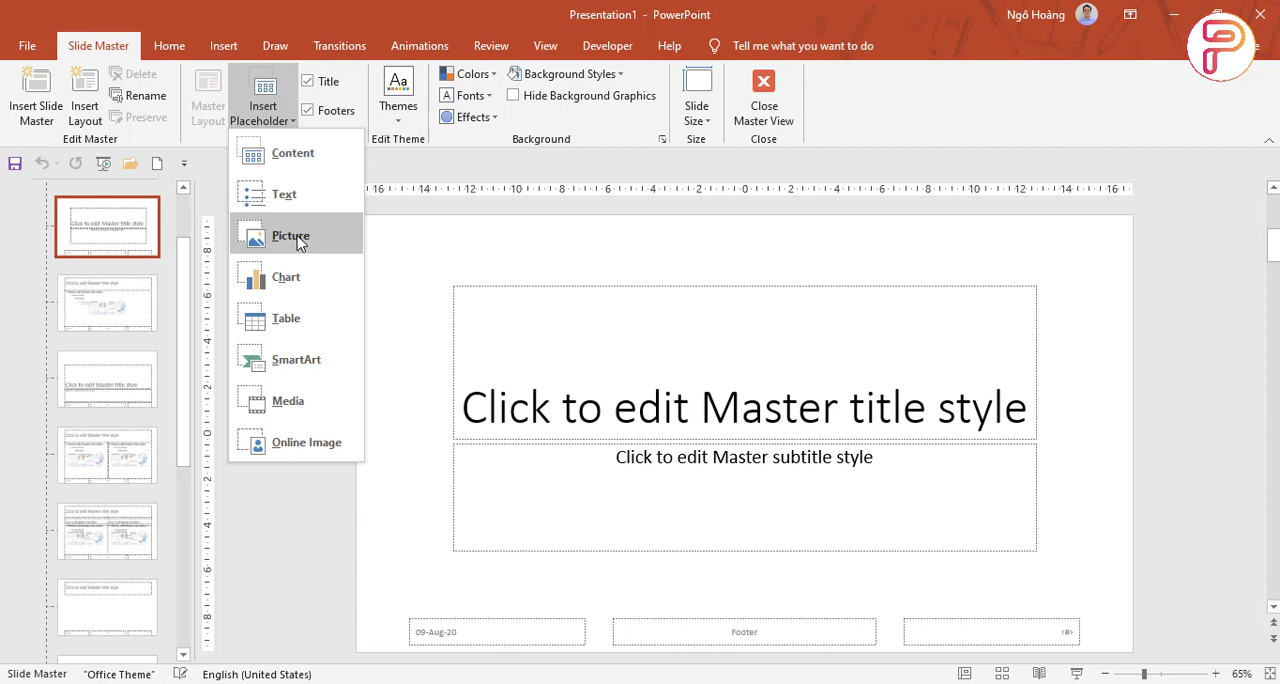 Presentation1 - PowerPoint
Ngô Hoàng
File
Slide Master
Home
Insert
Draw
Transitions
Animations
Review
View
Developer
Help
Tell me what you want to do
Insert Slide
Master
Insert
Layout
Delete
Rename
Preserve
Edit Master
Master
Layout
Insert
Placeholder
Title
Footers
Themes
Edit Theme
Colors
Fonts
Effects
Background Styles
Hide Background Graphics
Background
Slide
Size
Size
Close
Master View
Close
Content
Text
Picture
Chart
Table
SmartArt
Media
Online Image
Click to edit Master title style
Click to edit Master subtitle style
09-Aug-20
Footer
‹#›
Slide Master
"Office Theme"
English (United States)
65%